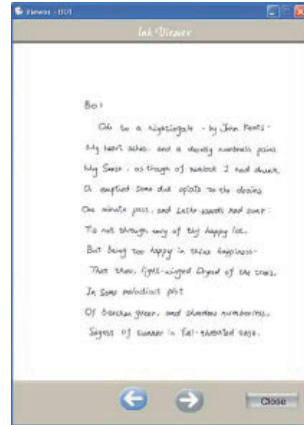 Viewer - 001
Ink Viewer
Ode to a Nightingale - by John Keats -
My heart aches, and a drowsy numbness pains
My Sense, as though of hemlock I had drunk
Or emptied some dull opiate to the drains
One minute past, and Lethe-wards had sunk:
Tis not through envy of thy happy lot,
But being too happy in thine happiness-
That thou, light-winged Dryad of the trees,
In Some melodious plot
Of beechen green, and shadows numberless,
Singest of summer in full-throated ease.
Close